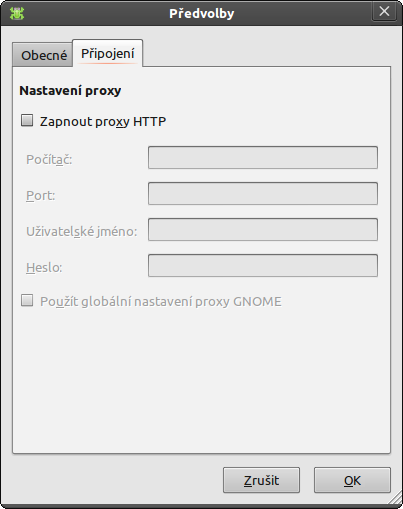 Předvolby
Obecné Připojení
Nastavení proxy
Zapnout proxy HTTP
Počítač:
Port:
Uživatelské jméno:
Heslo:
Použít globální nastavení proxy GNOME
Zrušit OK